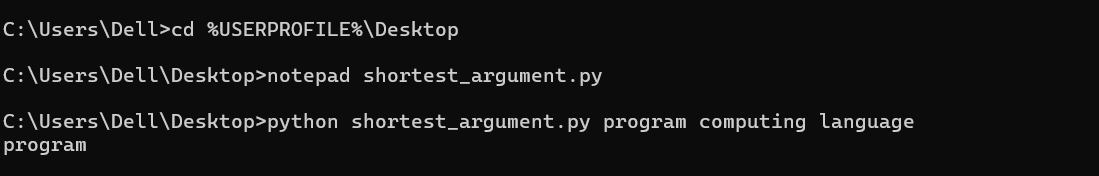 C:\Users\Dell>cd %USERPROFILE%\Desktop
C:\Users\Dell\Desktop>notepad shortest_argument.py
C:\Users\Dell\Desktop>python shortest_argument.py program computing language
program